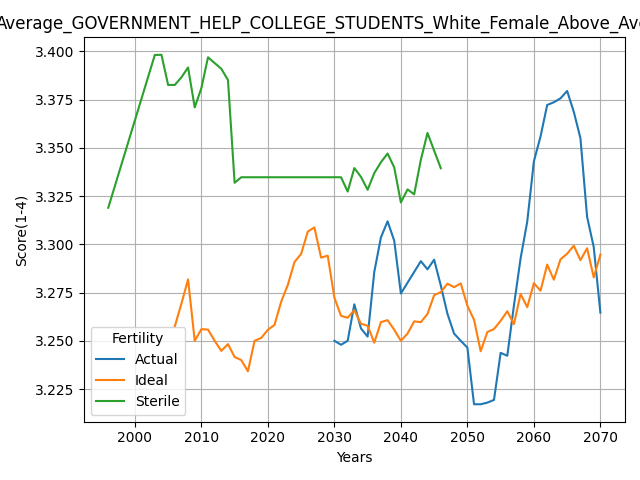 Average_GOVERNMENT_HELP_COLLEGE_STUDENTS_White_Female_Above_Ave
3.400
3.375
3.350
3.325
3.300
3.275
3.250
3.225
Score(1-4)
Fertility
Actual
Ideal
Sterile
2000 2010 2020 2030 2040 2050 2060 2070
Years